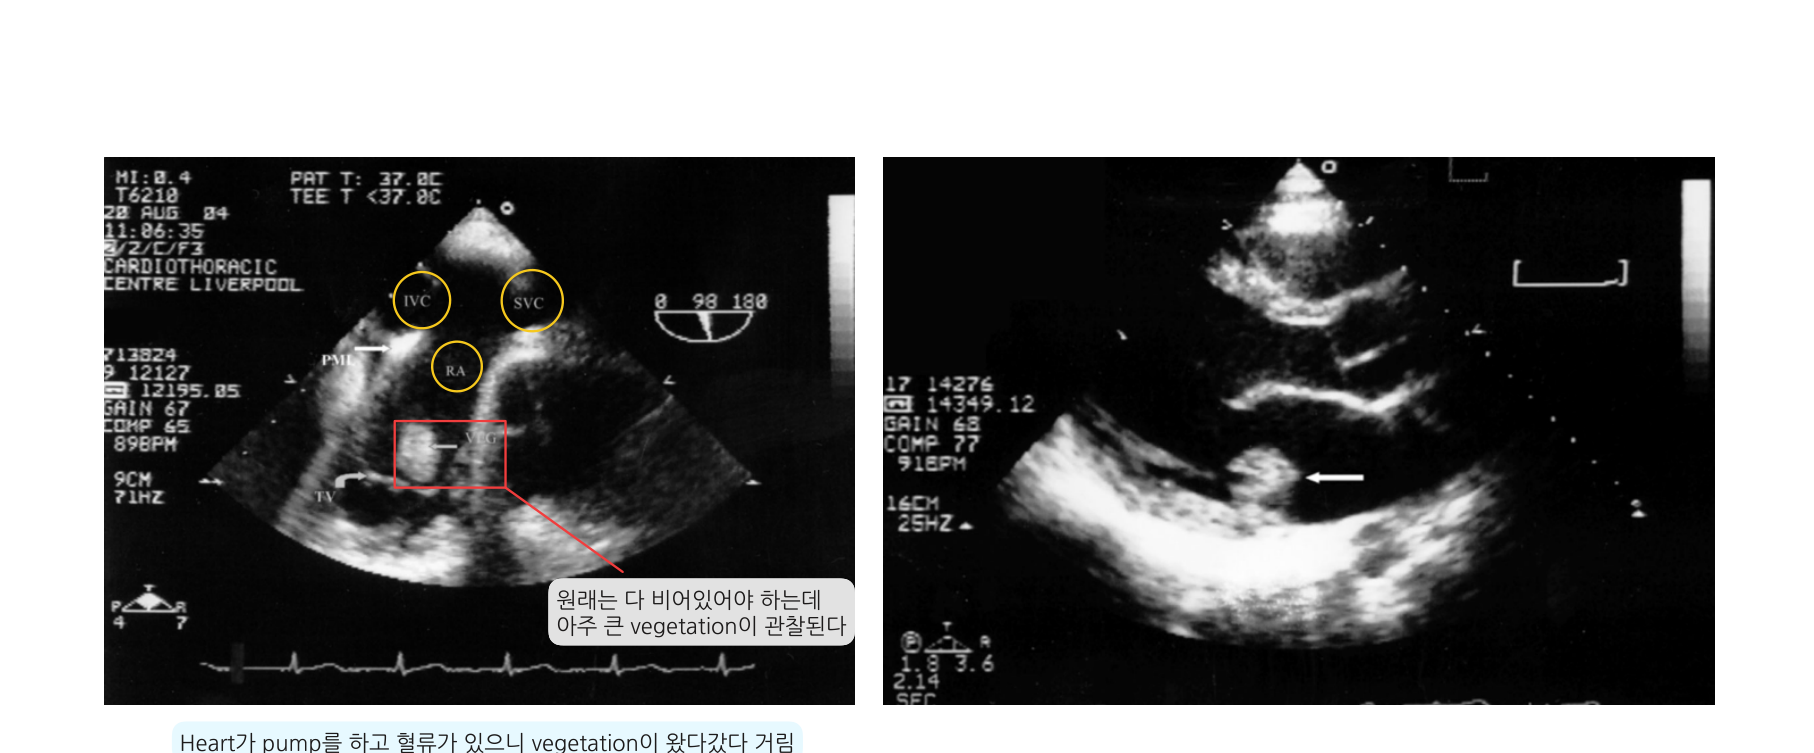 MI:0.4
T6210
20 AUG 04
11:06:35
/2/C/F3
CARDIOTHORACIC
CENTRE LIVERPOOL
PAT T: 37.0C
TEE T <37.0C
0 98 180
IVC
SVC
PML
RA
VEG
TV
713824
9 12127
12195.05
GAIN 67
COMP 65
89BPM
9CM
71HZ
T
P R
4 7
원래는 다 비어있어야 하는데
아주 큰 vegetation이 관찰된다
17 14276
14349.12
GAIN 68
COMP 77
91BPM
16CM
25HZ
T
P R
1.8 3.6
2.14
SEC
Heart가 pump를 하고 혈류가 있으니 vegetation이 왔다갔다 거림